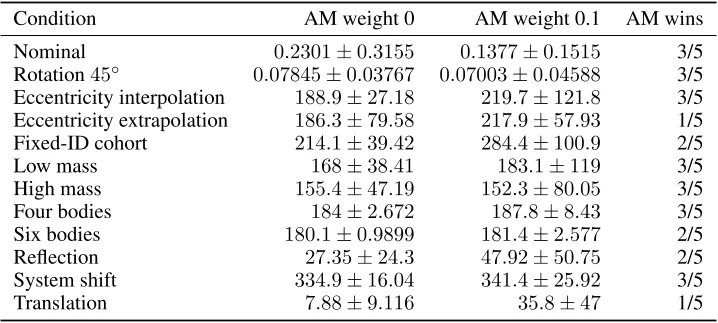 Condition AM weight 0 AM weight 0.1 AM wins
Nominal 0.2301 ± 0.3155 0.1377 ± 0.1515 3/5
Rotation 45° 0.07845 ± 0.03767 0.07003 ± 0.04588 3/5
Eccentricity interpolation 188.9 ± 27.18 219.7 ± 121.8 3/5
Eccentricity extrapolation 186.3 ± 79.58 217.9 ± 57.93 1/5
Fixed-ID cohort 214.1 ± 39.42 284.4 ± 100.9 2/5
Low mass 168 ± 38.41 183.1 ± 119 3/5
High mass 155.4 ± 47.19 152.3 ± 80.05 3/5
Four bodies 184 ± 2.672 187.8 ± 8.43 3/5
Six bodies 180.1 ± 0.9899 181.4 ± 2.577 2/5
Reflection 27.35 ± 24.3 47.92 ± 50.75 2/5
System shift 334.9 ± 16.04 341.4 ± 25.92 3/5
Translation 7.88 ± 9.116 35.8 ± 47 1/5